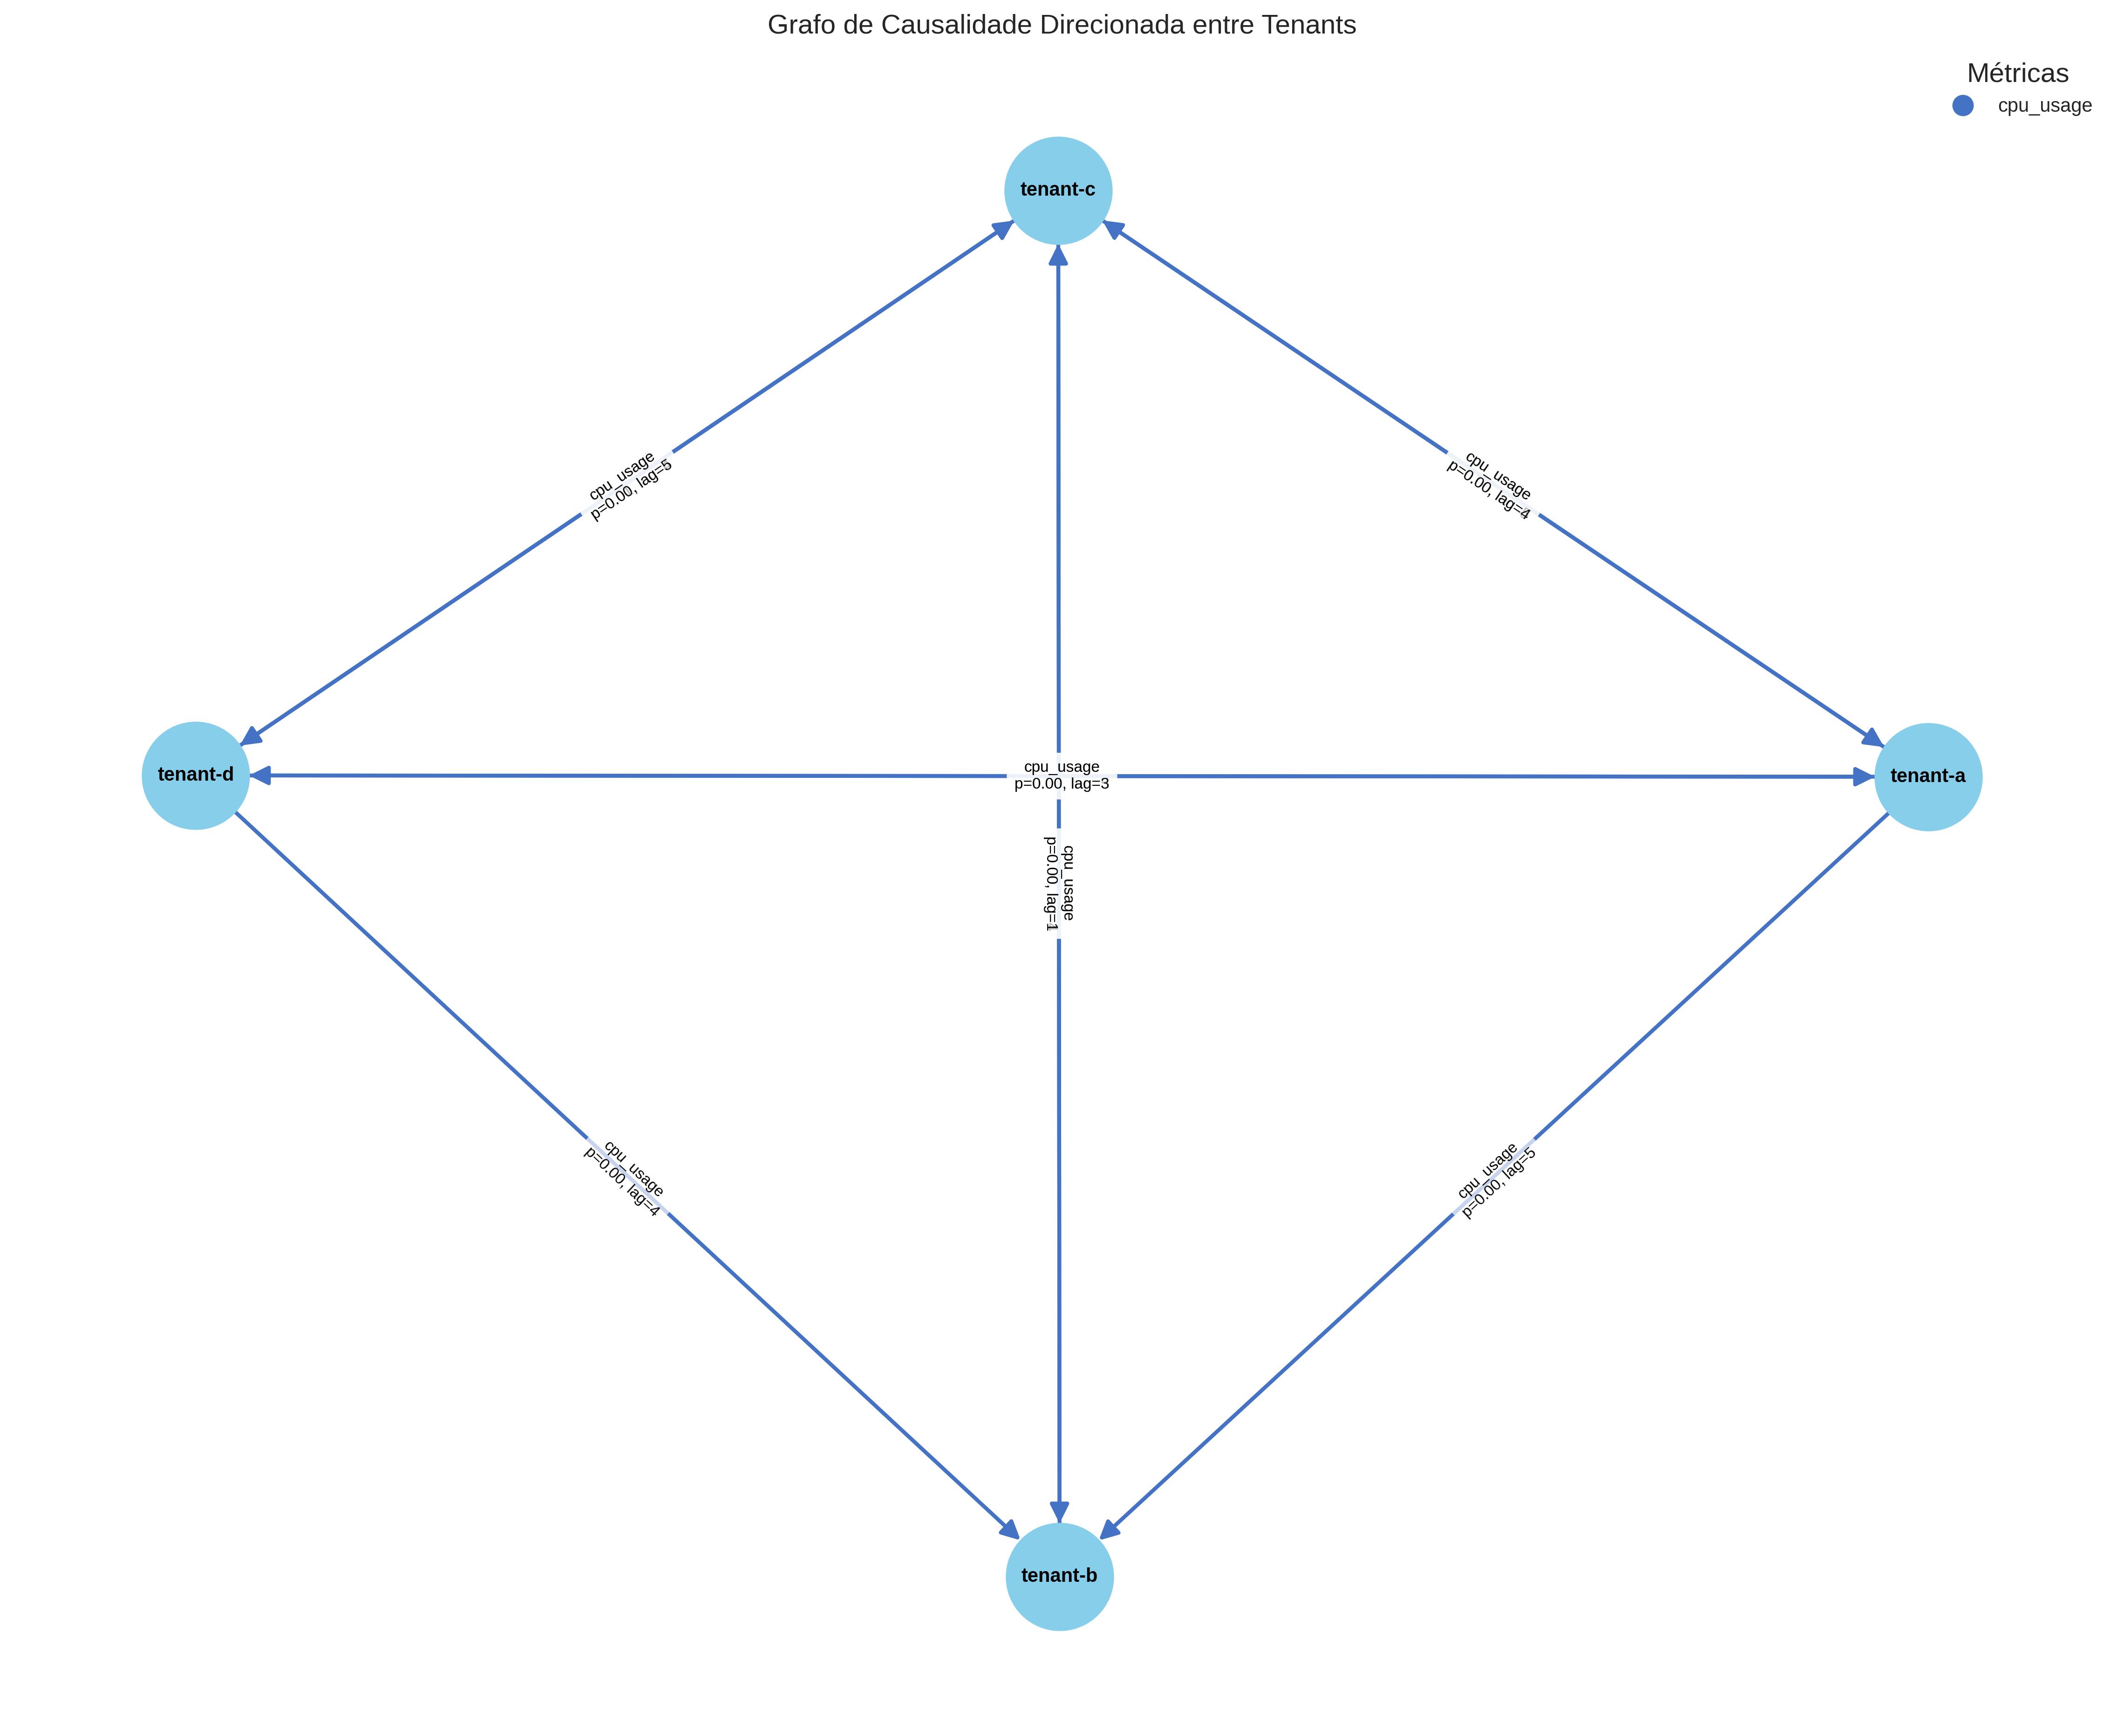 Grafo de Causalidade Direcionada entre Tenants
Métricas
cpu_usage
tenant-c
cpu_usage
p=0.00, lag=5
cpu_usage
p=0.00, lag=4
tenant-d
cpu_usage
p=0.00, lag=3
tenant-a
cpu_usage
p=0.00, lag=1
cpu_usage
p=0.00, lag=4
cpu_usage
p=0.00, lag=5
tenant-b